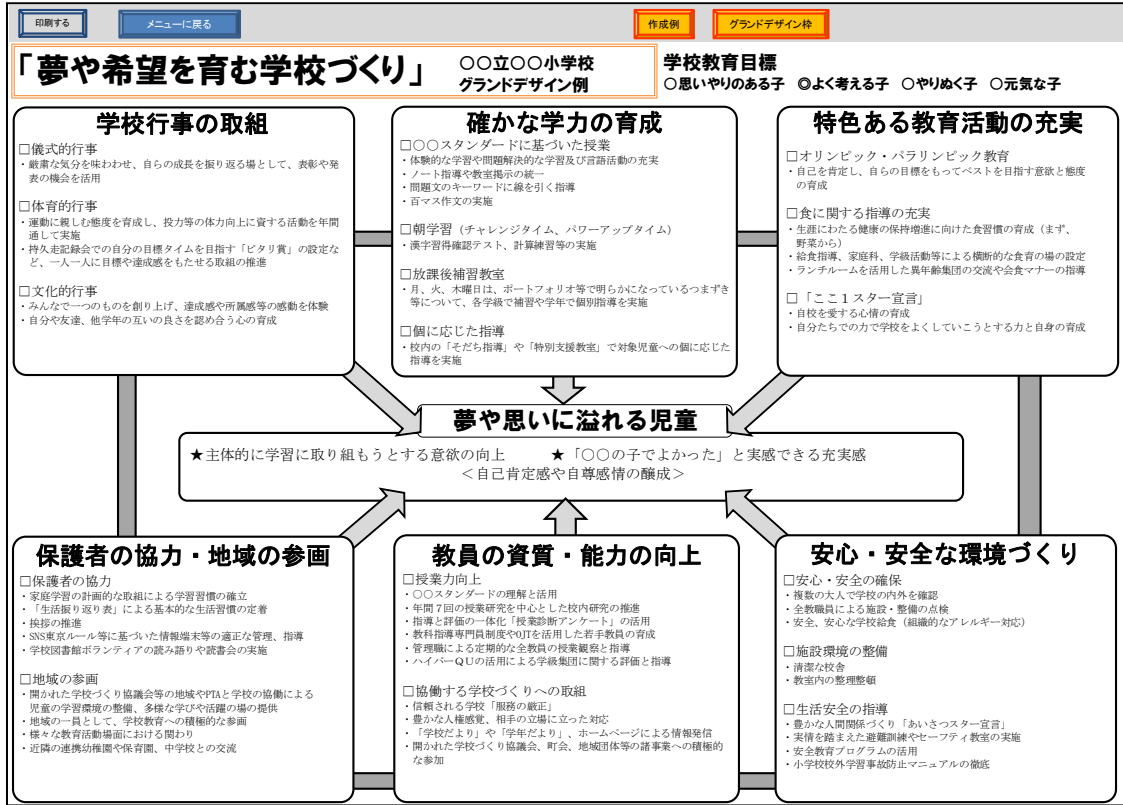 印刷する
メニューに戻る
作成例
グランドデザイン枠
「夢や希望を育む学校づくり」
○○立○○小学校
グランドデザイン例
学校教育目標
○思いやりのある子　◎よく考える子　○やりぬく子　○元気な子
学校行事の取組
□儀式的行事
・厳粛な気分を味わわせ、自らの成長を振り返る場として、表彰や発
表の機会を活用
□体育的行事
・運動に親しむ態度を育成し、投力等の体力向上に資する活動を年間
通して実施
・持久走記録会での自分の目標タイムを目指す「ピタリ賞」の設定な
ど、一人一人に目標や達成感をもたせる取組の推進
□文化的行事
・みんなで一つのものを創り上げ、達成感や所属感等の感動を体験
・自分や友達、他学年の互いの良さを認め合う心の育成
確かな学力の育成
□○○スタンダードに基づいた授業
・体験的な学習や問題解決的な学習及び言語活動の充実
・ノート指導や教室掲示の統一
・問題文のキーワードに線を引く指導
・百マス作文の実施
□朝学習（チャレンジタイム、パワーアップタイム）
・漢字習得確認テスト、計算練習等の実施
□放課後補習教室
・月、火、木曜日は、ポートフォリオ等で明らかになっているつまずき
等について、各学級で補習や学年で個別指導を実施
□個に応じた指導
・校内の「そだち指導」や「特別支援教室」で対象児童への個に応じた
指導を実施
特色ある教育活動の充実
□オリンピック・パラリンピック教育
・自己を肯定し、自らの目標をもってベストを目指す意欲と態度
の育成
□食に関する指導の充実
・生涯にわたる健康の保持増進に向けた食習慣の育成（まず、
野菜から）
・給食指導、家庭科、学級活動等による横断的な食育の場の設定
・ランチルームを活用した異年齢集団の交流や会食マナーの指導
□「ここ１スター宣言」
・自校を愛する心情の育成
・自分たちでの力で学校をよくしていこうとする力と自身の育成
夢や思いに溢れる児童
★主体的に学習に取り組もうとする意欲の向上　　★「○○の子でよかった」と実感できる充実感
＜自己肯定感や自尊感情の醸成＞
保護者の協力・地域の参画
□保護者の協力
・家庭学習の計画的な取組による学習習慣の確立
・「生活振り返り表」による基本的な生活習慣の定着
・挨拶の推進
・SNS東京ルール等に基づいた情報端末等の適正な管理、指導
・学校図書館ボランティアの読み語りや読書会の実施
□地域の参画
・開かれた学校づくり協議会等の地域やPTAと学校の協働による
児童の学習環境の整備、多様な学びや活躍の場の提供
・地域の一員として、学校教育への積極的な参画
・様々な教育活動場面における関わり
・近隣の連携幼稚園や保育園、中学校との交流
教員の資質・能力の向上
□授業力向上
・○○スタンダードの理解と活用
・年間７回の授業研究を中心とした校内研究の推進
・指導と評価の一体化「授業診断アンケート」の活用
・教科指導専門員制度やOJTを活用した若手教員の育成
・管理職による定期的な全教員の授業観察と指導
・ハイパーＱＵの活用による学級集団に関する評価と指導
□協働する学校づくりへの取組
・信頼される学校「服務の厳正」
・豊かな人権感覚、相手の立場に立った対応
・「学校だより」や「学年だより」、ホームページによる情報発信
・開かれた学校づくり協議会、町会、地域団体等の諸事業への積極的
な参加
安心・安全な環境づくり
□安心・安全の確保
・複数の大人で学校の内外を確認
・全教職員による施設・整備の点検
・安全、安心な学校給食（組織的なアレルギー対応）
□施設環境の整備
・清潔な校舎
・教室内の整理整頓
□生活安全の指導
・豊かな人間関係づくり「あいさつスター宣言」
・実情を踏まえた避難訓練やセーフティ教室の実施
・安全教育プログラムの活用
・小学校校外学習事故防止マニュアルの徹底